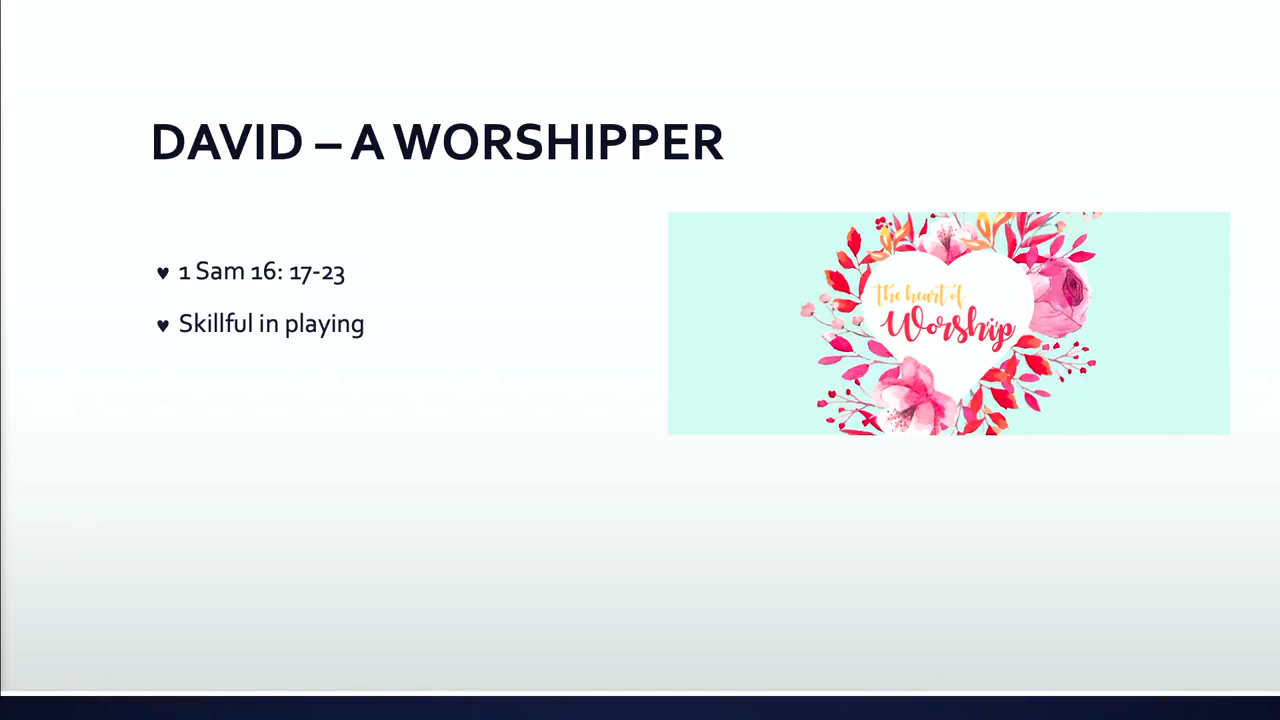 DAVID – A WORSHIPPER
♥ 1 Sam 16: 17-23
♥ Skillful in playing
the heart of
Worship